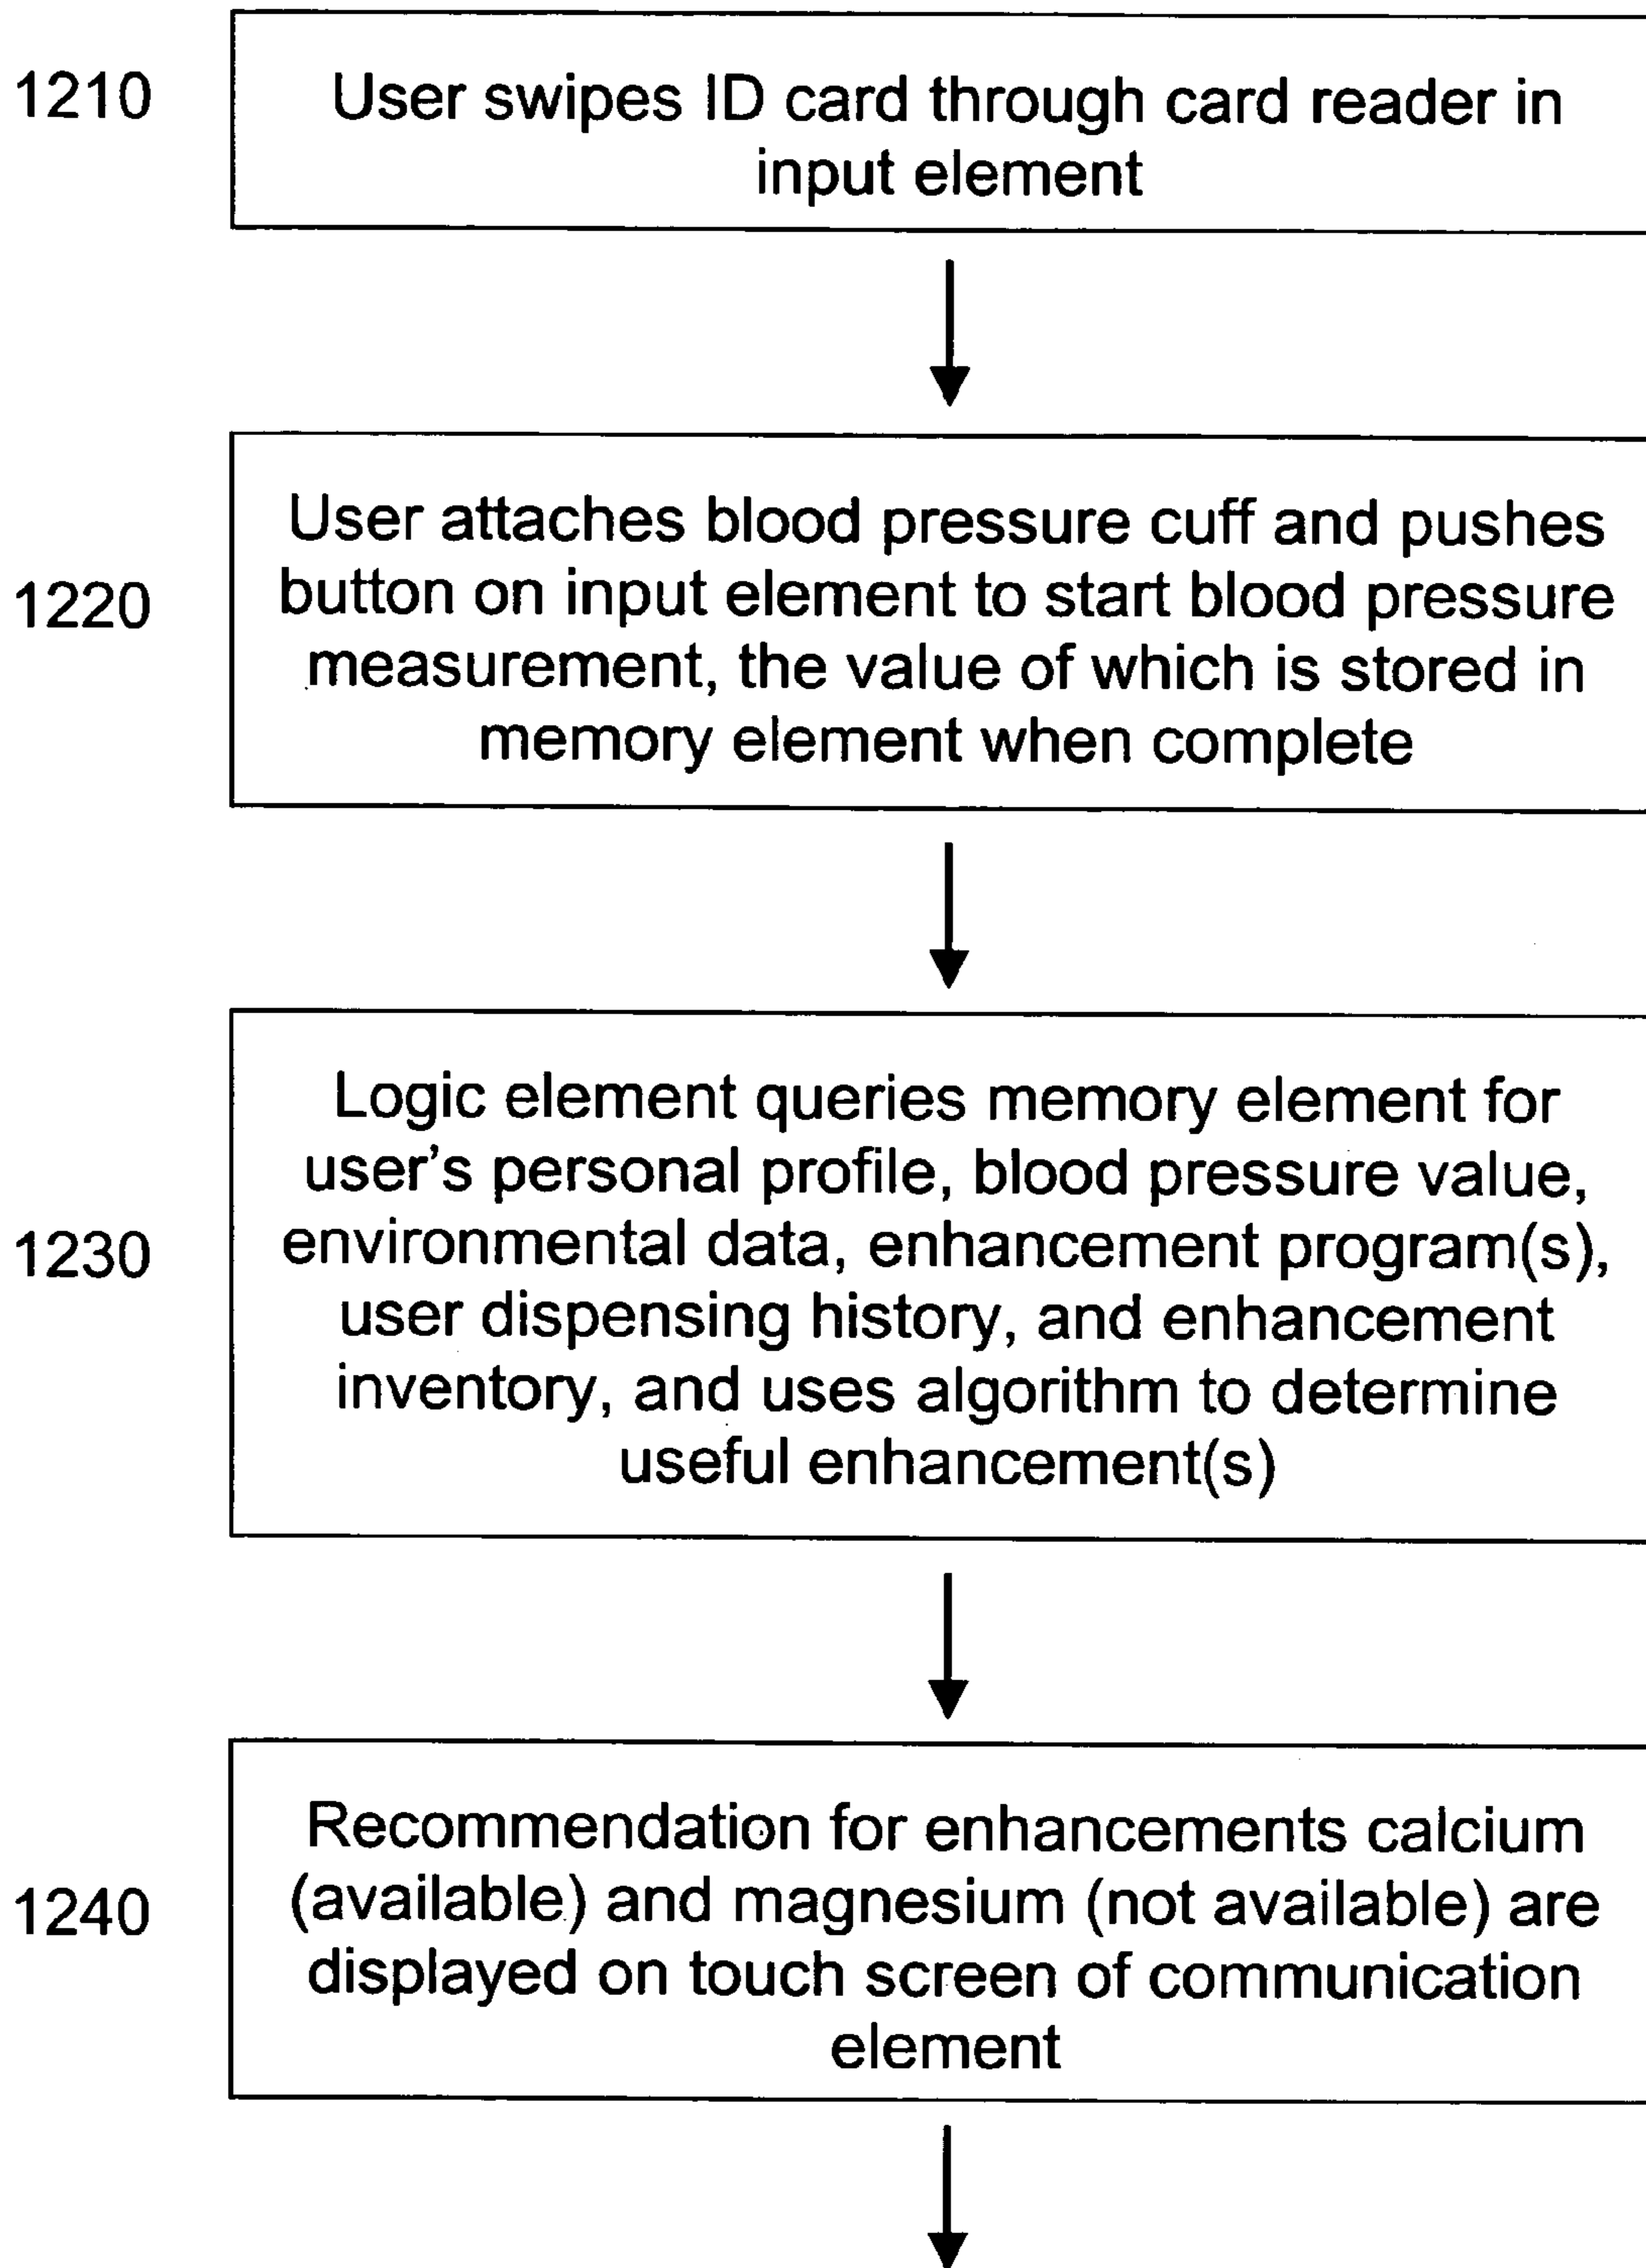 1210
User swipes ID card through card reader in
input element
1220
User attaches blood pressure cuff and pushes
button on input element to start blood pressure
measurement, the value of which is stored in
memory element when complete
1230
Logic element queries memory element for
user's personal profile, blood pressure value,
environmental data, enhancement program(s),
user dispensing history, and enhancement
inventory, and uses algorithm to determine
useful enhancement(s)
1240
Recommendation for enhancements calcium
(available) and magnesium (not available) are
displayed on touch screen of communication
element